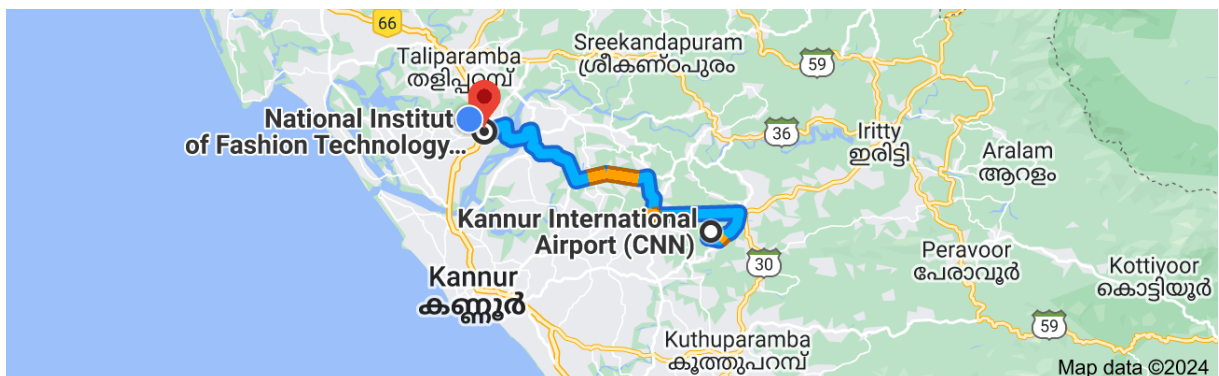 66
Taliparamba
തളിപ്പറമ്പ്
Sreekandapuram
ശ്രീകണ്ഠപുരം
59
National Institut
of Fashion Technology...
36
Iritty
ഇരിട്ടി
Aralam
ആറളം
Kannur International
Airport (CNN)
30
Peravoor
പേരാവൂർ
Kottiyoor
കൊട്ടിയൂർ
Kannur
കണ്ണൂർ
59
Kuthuparamba
കൂത്തുപറമ്പ്
Map data ©2024